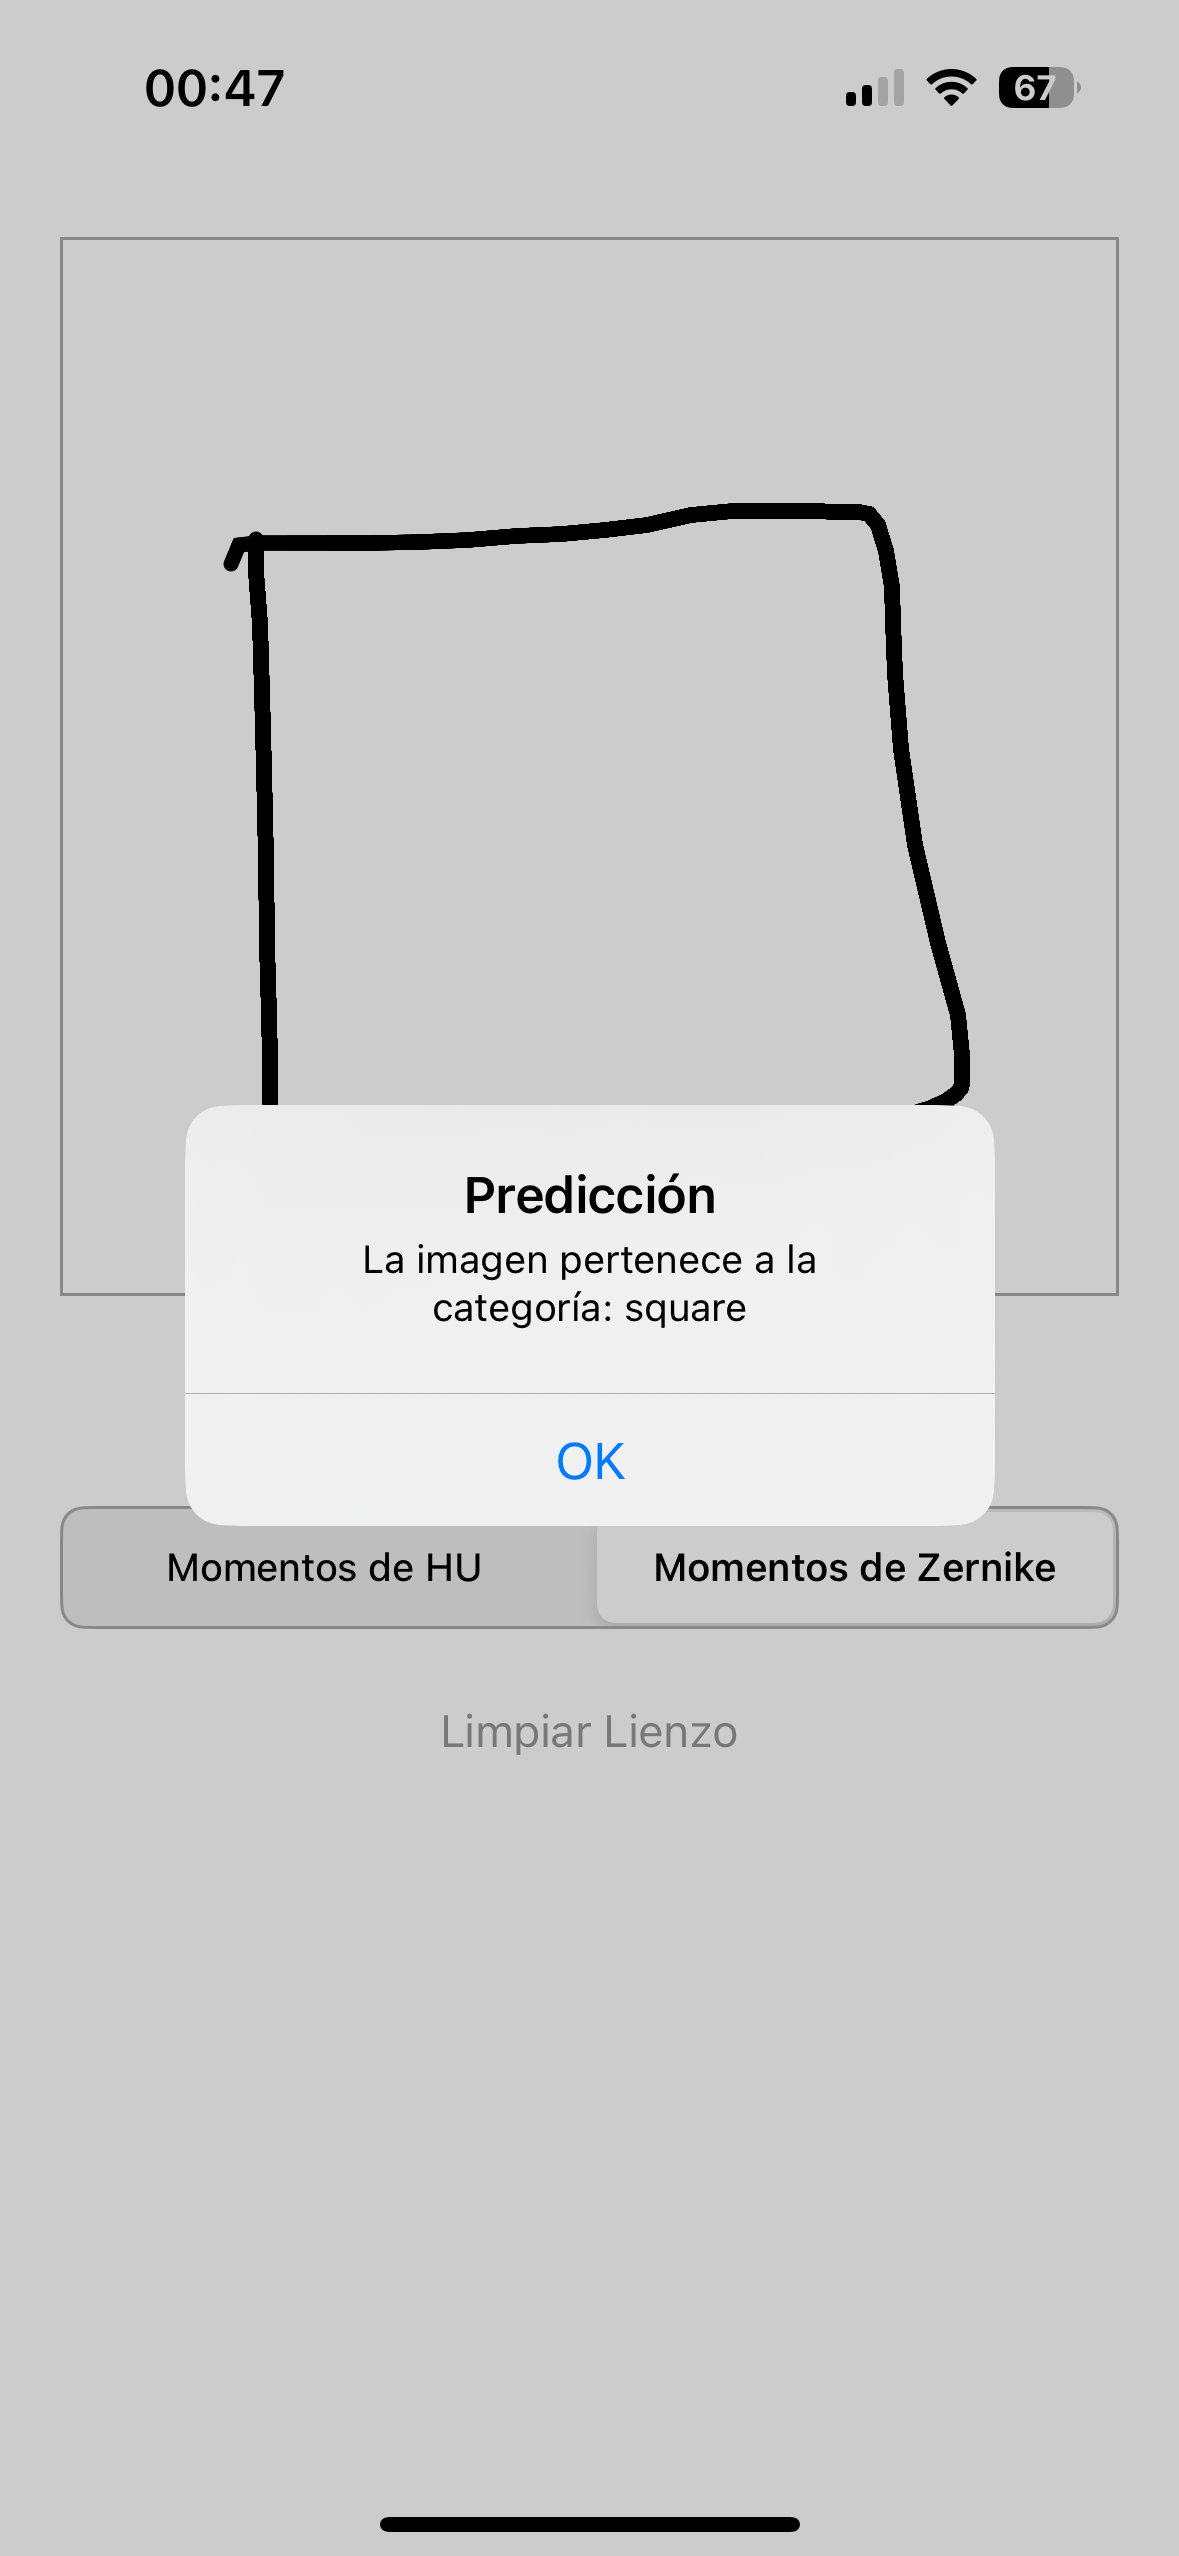 00:47
67
Predicción
La imagen pertenece a la
categoría: square
OK
Momentos de HU
Momentos de Zernike
Limpiar Lienzo